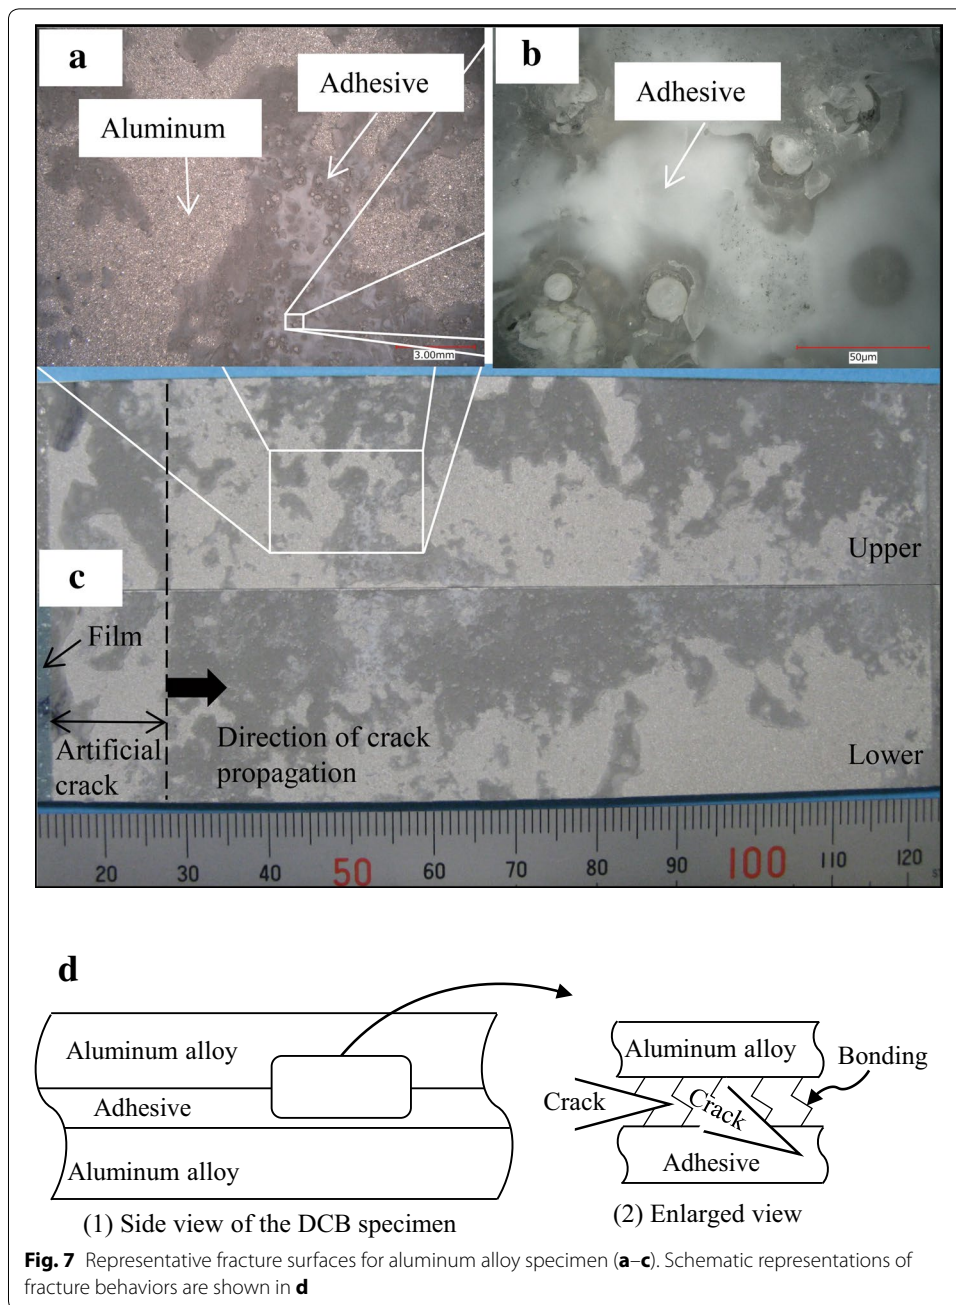 a
Adhesive
Aluminum
3.00mm
b
Adhesive
50μm
Upper
c
Film
Artificial
crack
Direction of crack
propagation
Lower
20 30 40 50 60 70 80 90 100 110 120
d
Aluminum alloy
Adhesive
Aluminum alloy
(1) Side view of the DCB specimen
Aluminum alloy
Bonding
Crack
Crack
Adhesive
(2) Enlarged view
Fig. 7 Representative fracture surfaces for aluminum alloy specimen (a–c). Schematic representations of
fracture behaviors are shown in d